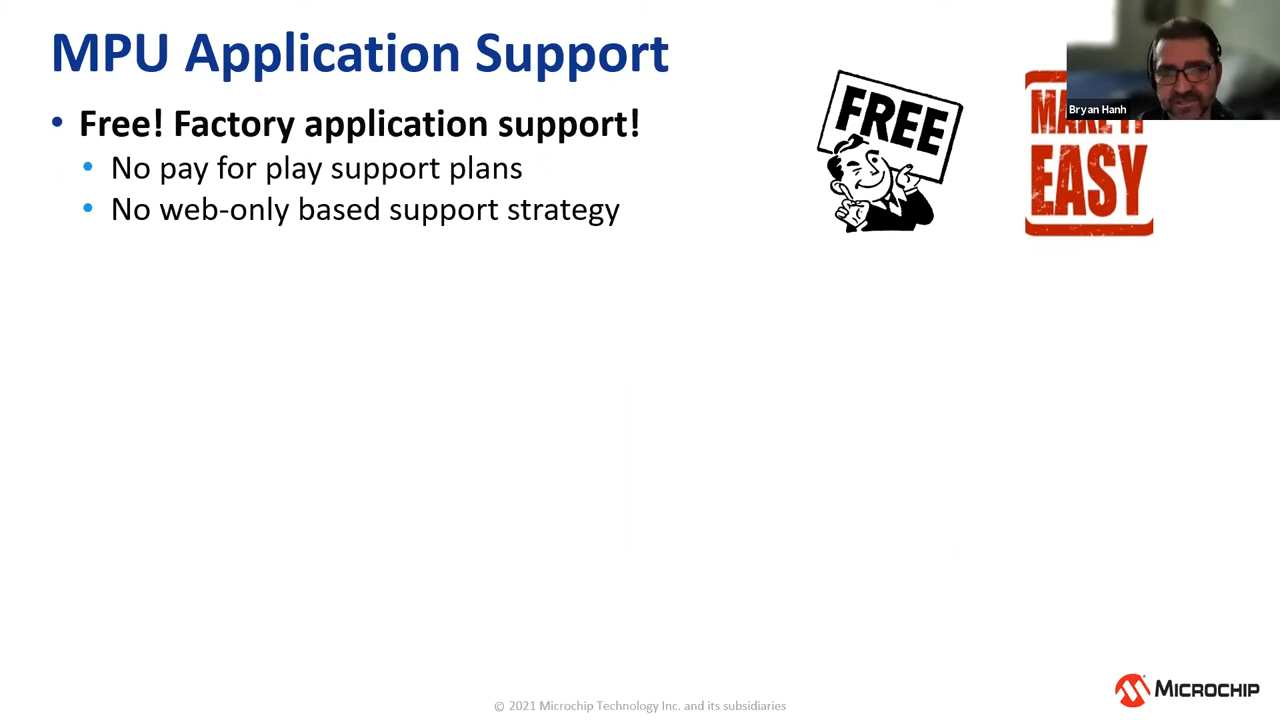 MPU Application Support
Bryan Hanh
• Free! Factory application support!
• No pay for play support plans
• No web-only based support strategy
FREE
EASY
© 2021 Microchip Technology Inc. and its subsidiaries
MICROCHIP